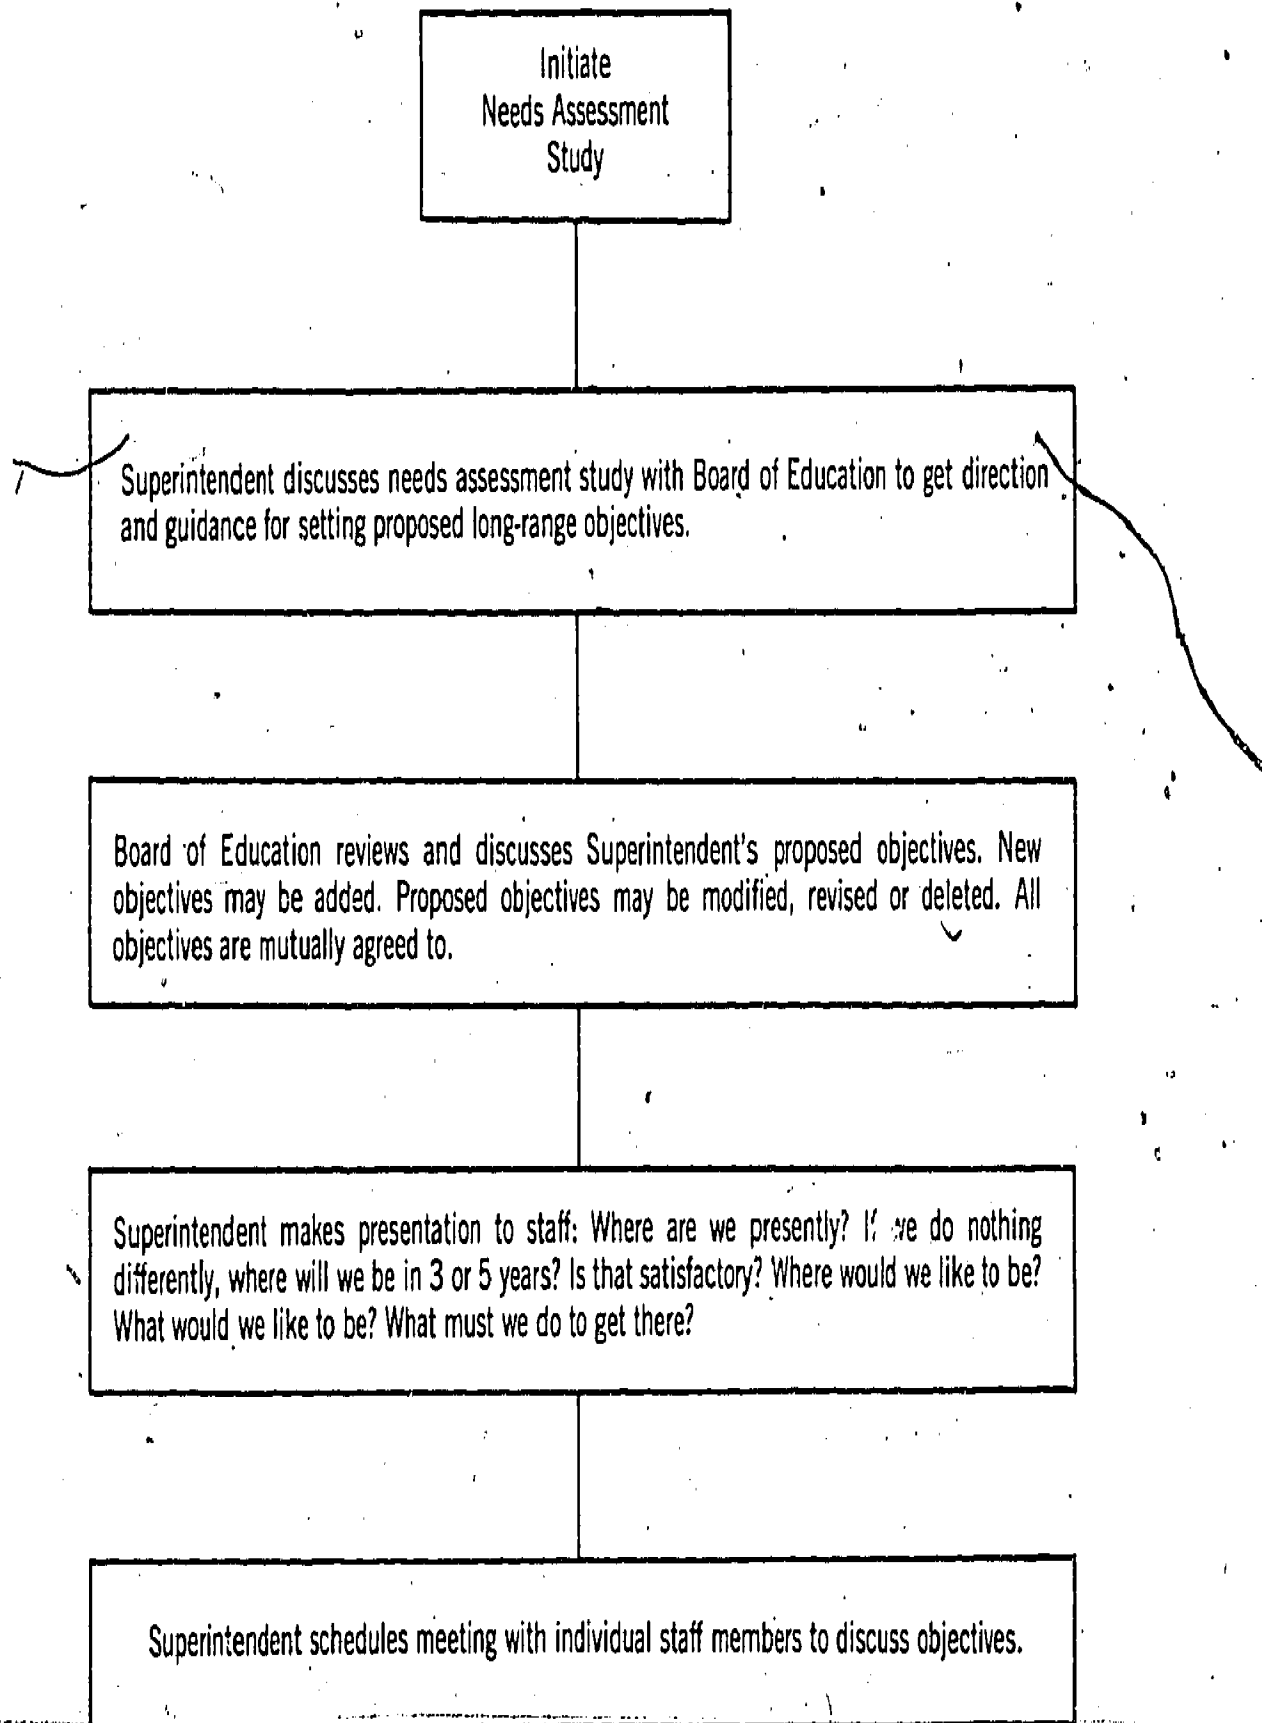 Initiate
Needs Assessment
Study
Superintendent discusses needs assessment study with Board of Education to get direction
and guidance for setting proposed long-range objectives.
Board of Education reviews and discusses Superintendent's proposed objectives. New
objectives may be added. Proposed objectives may be modified, revised or deleted. All
objectives are mutually agreed to.
Superintendent makes presentation to staff: Where are we presently? If we do nothing
differently, where will we be in 3 or 5 years? Is that satisfactory? Where would we like to be?
What would we like to be? What must we do to get there?
Superintendent schedules meeting with individual staff members to discuss objectives.